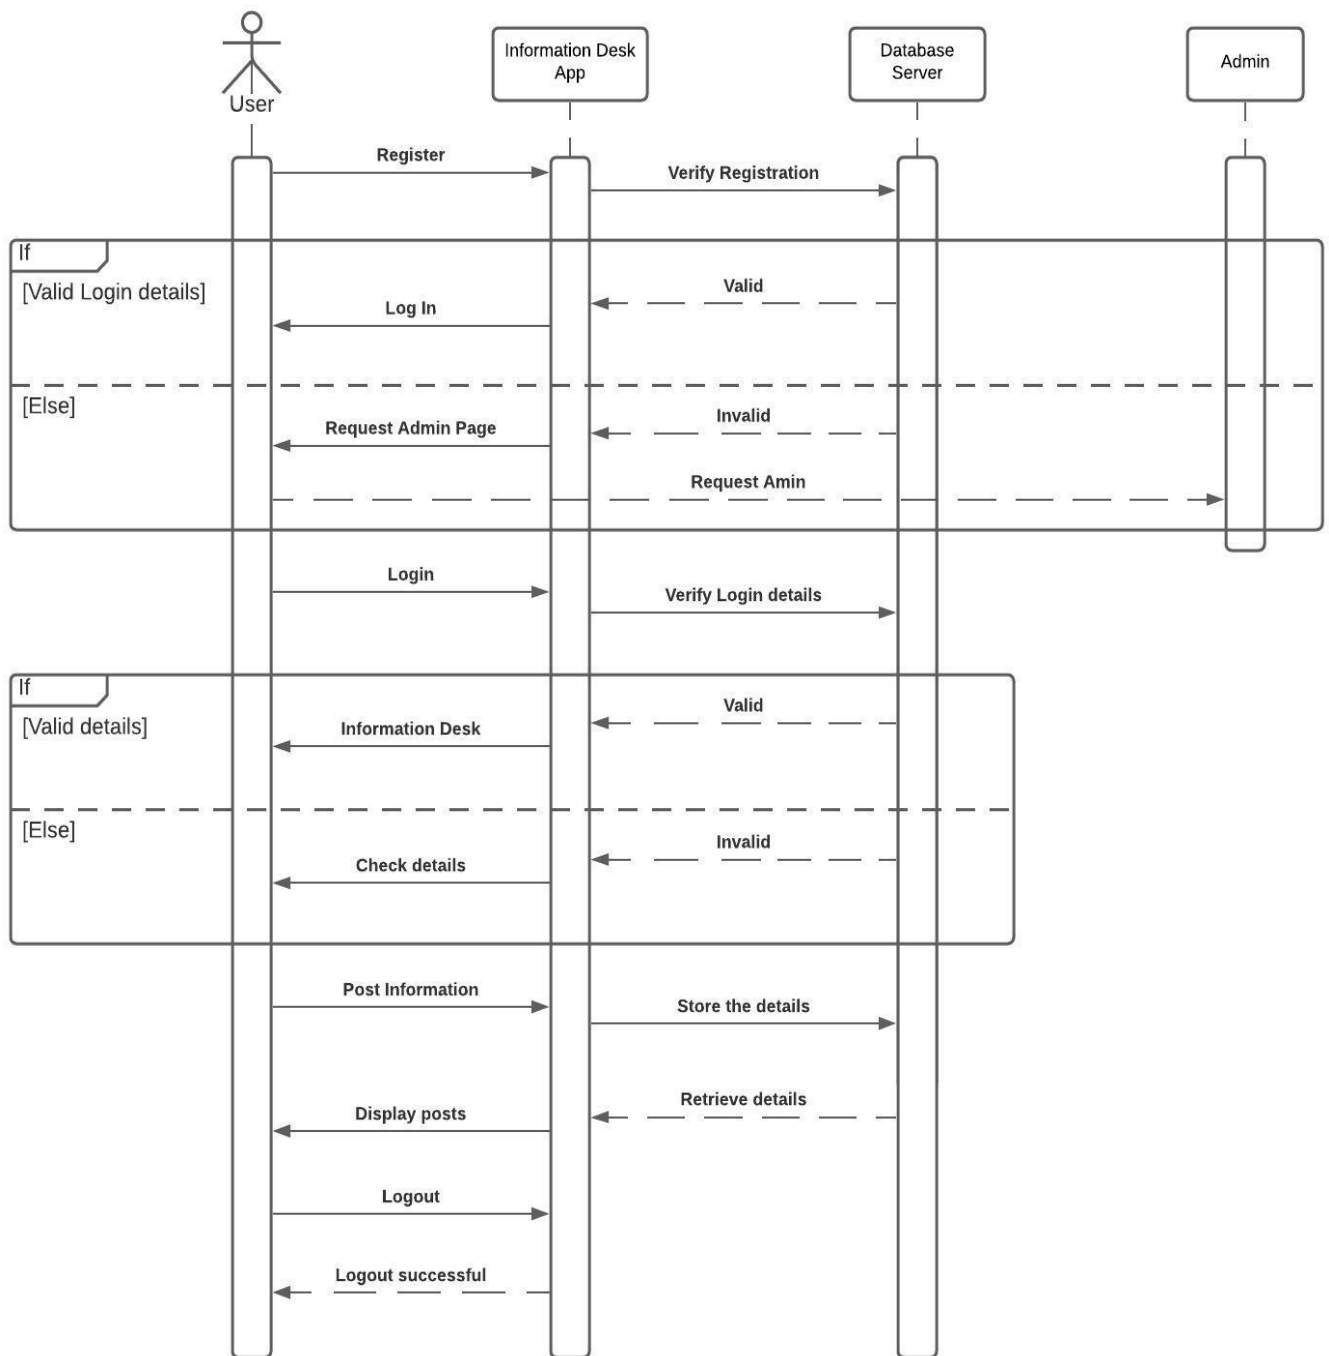 User
Information Desk
App
Database
Server
Admin
Register
Verify Registration
If
[Valid Login details]
Valid
Log In
[Else]
Invalid
Request Admin Page
Request Amin
Login
Verify Login details
If
[Valid details]
Valid
Information Desk
[Else]
Invalid
Check details
Post Information
Store the details
Retrieve details
Display posts
Logout
Logout successful